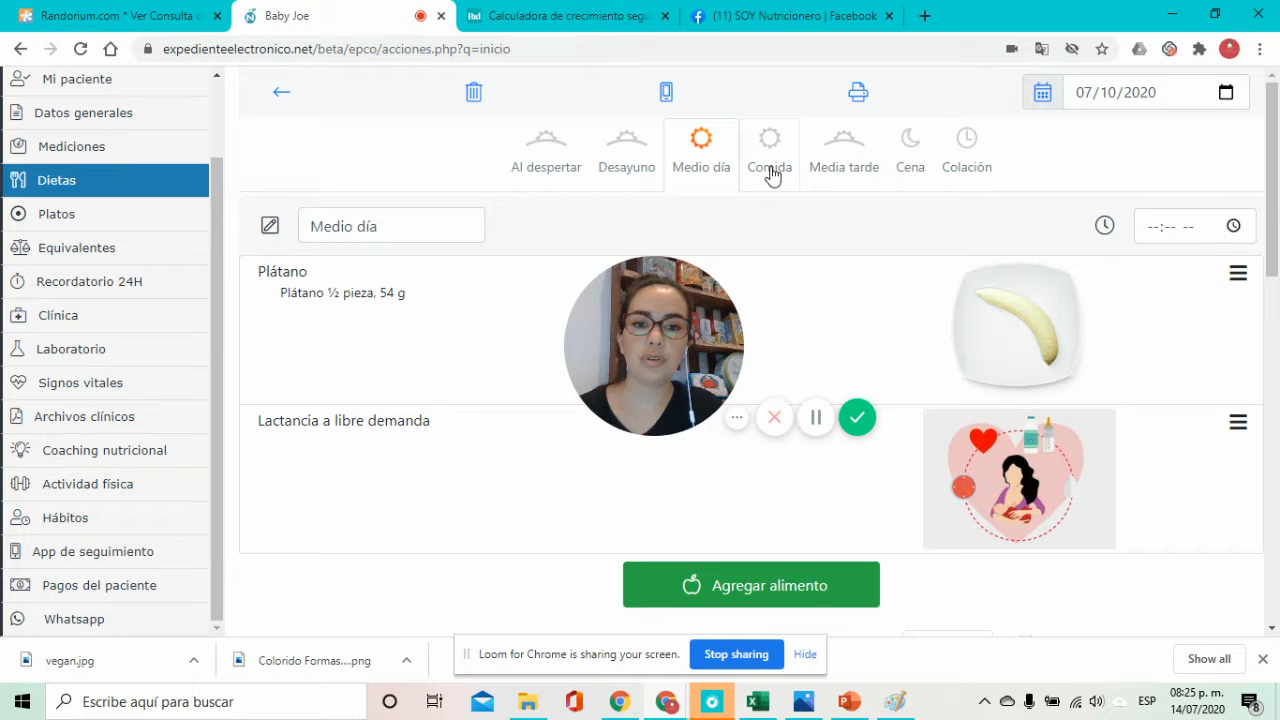 Randorium.com * Ver Consulta d
Baby Joe
Calculadora de crecimiento segu
(11) SOY Nutricionero | Facebook
expedienteelectronico.net/beta/epco/acciones.php?q=inicio
Mi paciente
Datos generales
Mediciones
Dietas
Platos
Equivalentes
Recordatorio 24H
Clínica
Laboratorio
Signos vitales
Archivos clínicos
Coaching nutricional
Actividad física
Hábitos
App de seguimiento
Pagos del paciente
Whatsapp
07/10/2020
Al despertar
Desayuno
Medio día
Comida
Media tarde
Cena
Colación
Medio día
--:-- --
Plátano
Plátano ½ pieza, 54 g
Lactancia a libre demanda
Agregar alimento
Loom for Chrome is sharing your screen.
Stop sharing
Hide
vegan.jpg
Colorido Formas....png
Show all
Escribe aquí para buscar
ESP
08:25 p. m.
14/07/2020
8